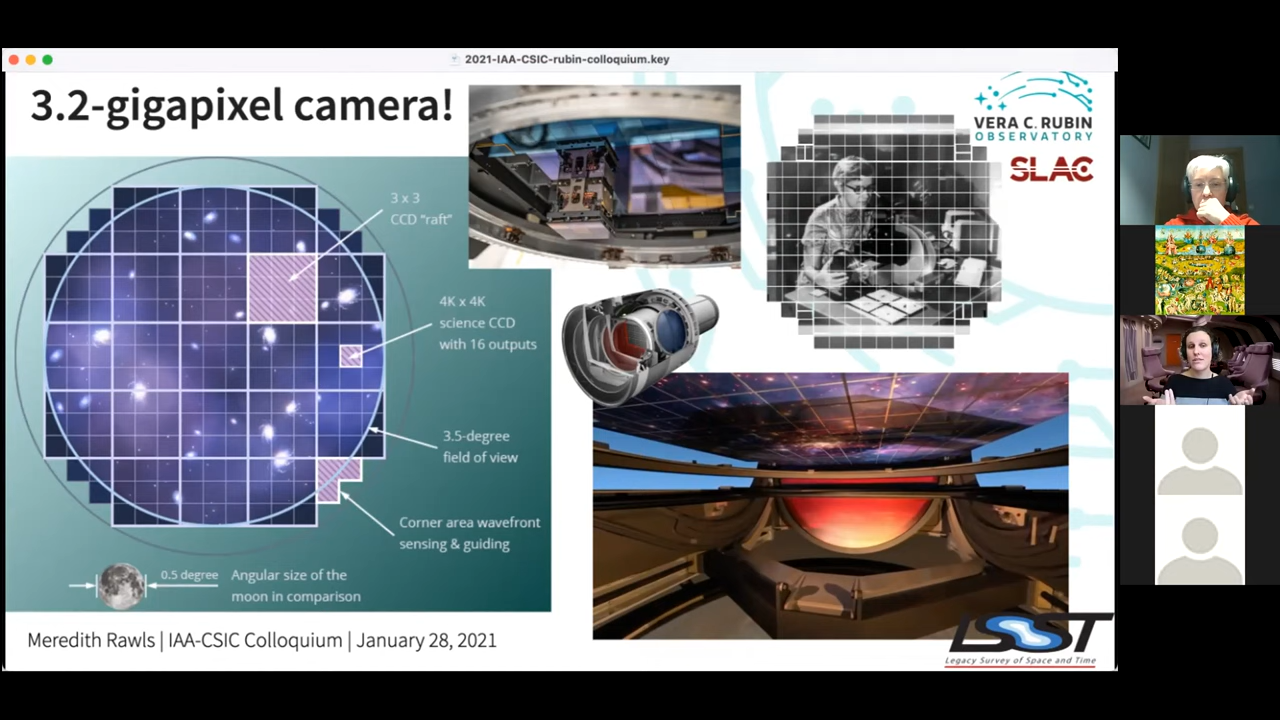 2021-IAA-CSIC-rubin-colloquium.key
3.2-gigapixel camera!
VERA C. RUBIN
OBSERVATORY
SLAC
3 x 3
CCD "raft"
4K x 4K
science CCD
with 16 outputs
3.5-degree
field of view
Corner area wavefront
sensing & guiding
0.5 degree
Angular size of the
moon in comparison
Meredith Rawls | IAA-CSIC Colloquium | January 28, 2021
LSST
Legacy Survey of Space and Time